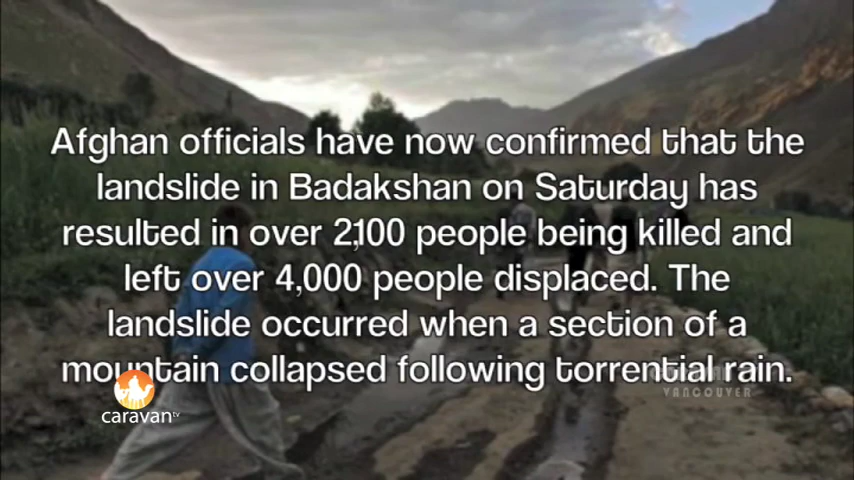 Afghan officials have now confirmed that the
landslide in Badakshan on Saturday has
resulted in over 2,100 people being killed and
left over 4,000 people displaced. The
landslide occurred when a section of a
mountain collapsed following torrential rain.
VANCOUVER
caravan tv